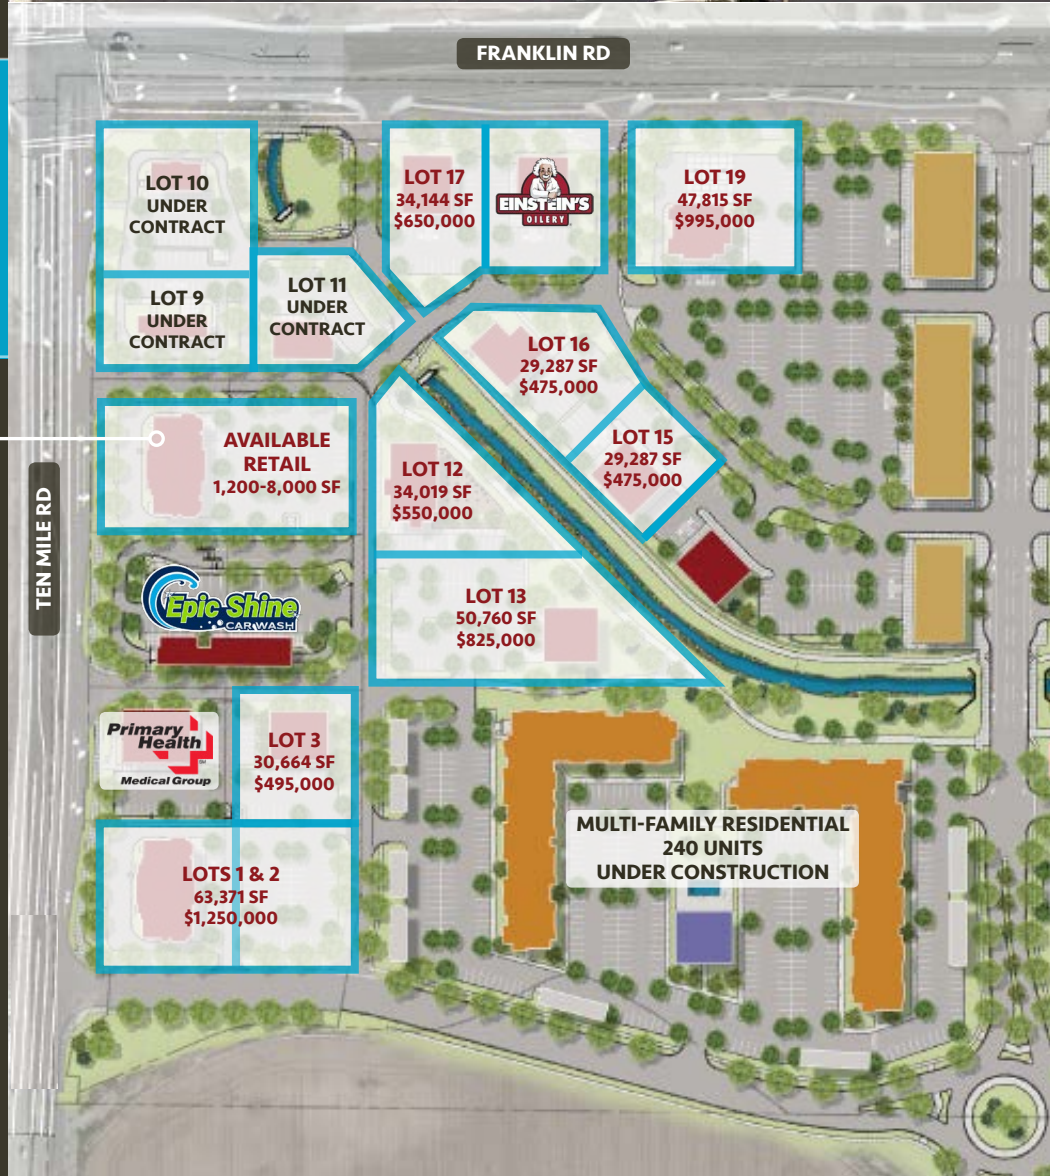 FRANKLIN RD
LOT 10
UNDER
CONTRACT
LOT 17
34,144 SF
$650,000
EINSTEIN'S
OILERY
LOT 19
47,815 SF
$995,000
LOT 9
UNDER
CONTRACT
LOT 11
UNDER
CONTRACT
LOT 16
29,287 SF
$475,000
LOT 15
29,287 SF
$475,000
AVAILABLE
RETAIL
1,200-8,000 SF
LOT 12
34,019 SF
$550,000
TEN MILE RD
Epic Shine
CAR WASH
LOT 13
50,760 SF
$825,000
Primary
Health
SM
Medical Group
LOT 3
30,664 SF
$495,000
MULTI-FAMILY RESIDENTIAL
240 UNITS
UNDER CONSTRUCTION
LOTS 1 & 2
63,371 SF
$1,250,000